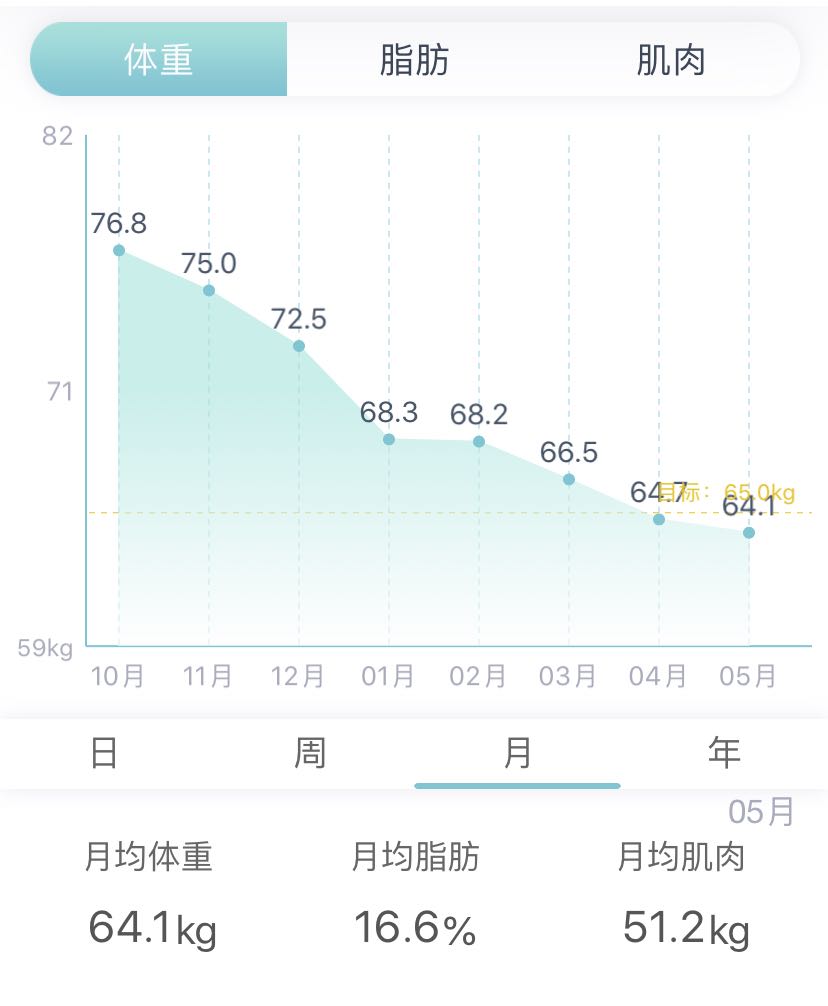 体重 脂肪 肌肉
82
76.8
75.0
72.5
71
68.3 68.2
66.5
64.7 目标：65.0kg
64.1
59kg
10月 11月 12月 01月 02月 03月 04月 05月
日 周 月 年
05月
月均体重 月均脂肪 月均肌肉
64.1kg 16.6% 51.2kg